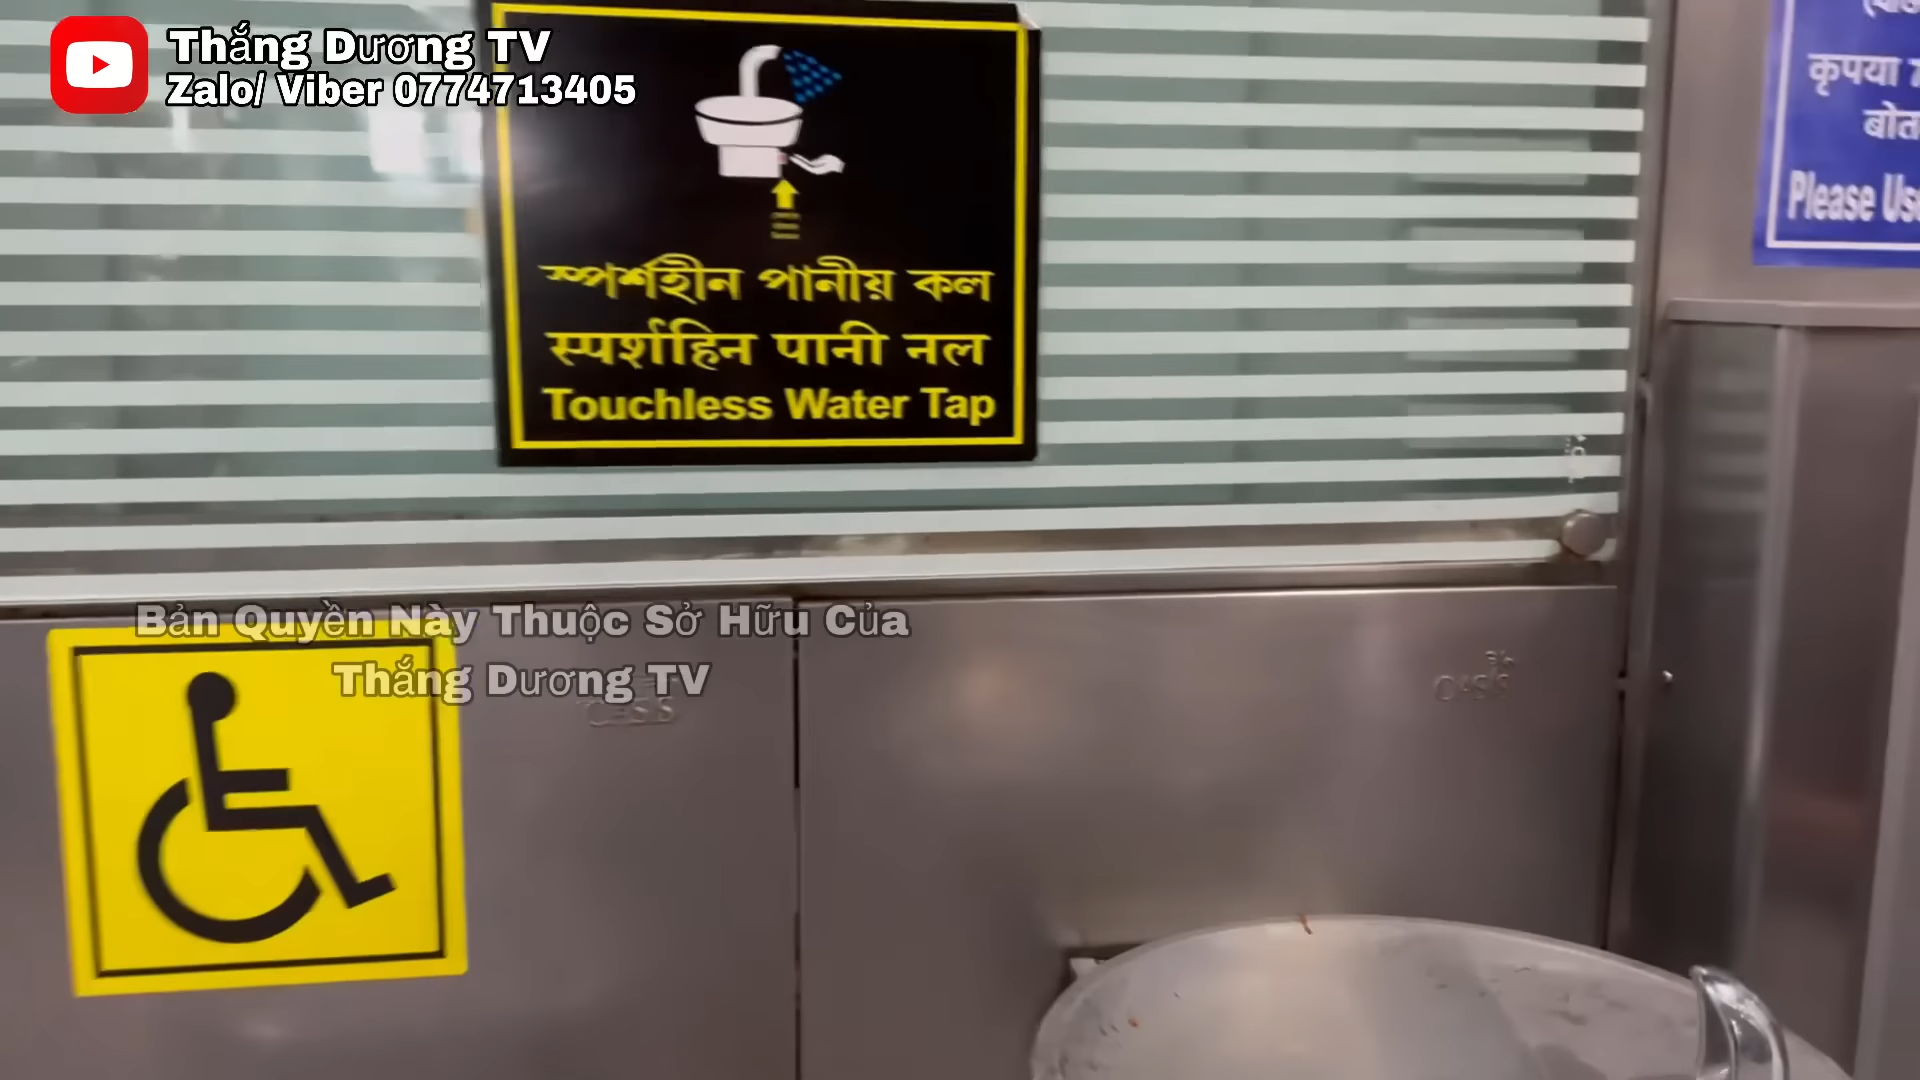 Thắng Dương TV
Zalo/ Viber 0774713405
স্পর্শহীন পানীয় কল
स्पर्शहिन पानी नल
Touchless Water Tap
कृपया
Please Use
Bản Quyền Này Thuộc Sở Hữu Của
Thắng Dương TV
OASIS
OASIS